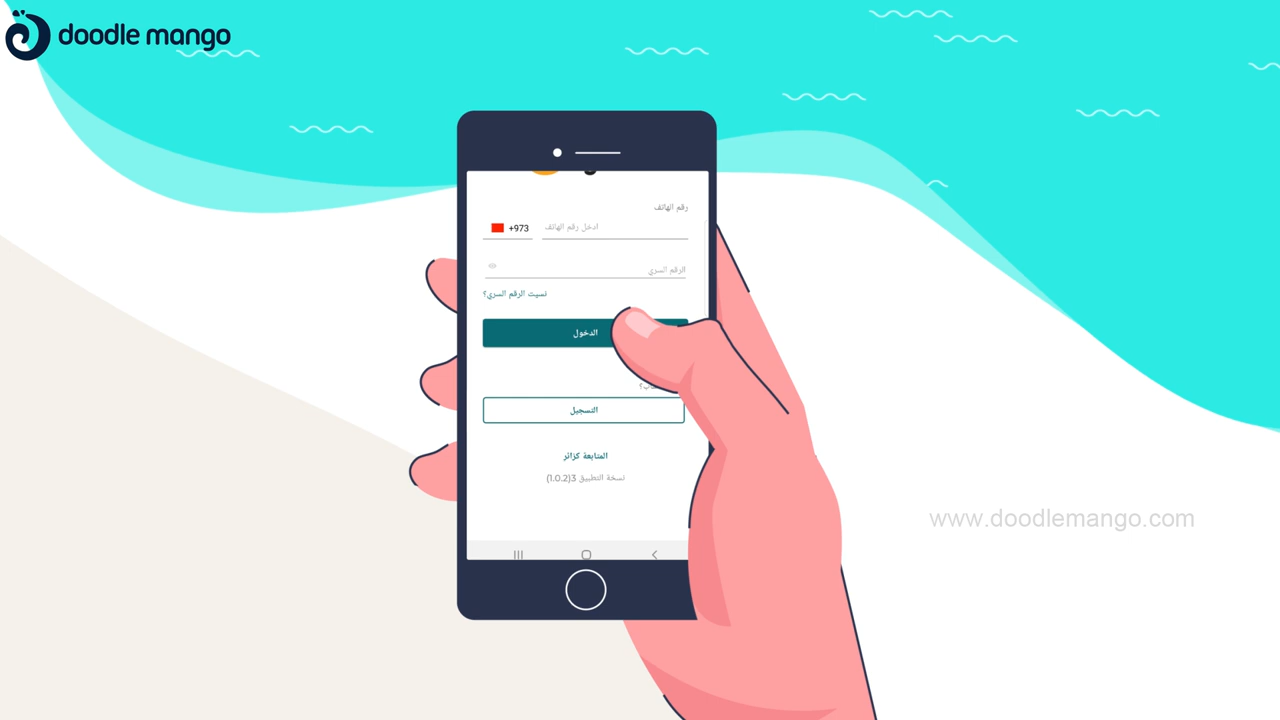 doodle mango
رقم الهاتف
+973 ادخل رقم الهاتف
الرقم السري
نسيت الرقم السري؟
الدخول
التسجيل
المتابعة كزائر
نسخة التطبيق 3(1.0.2)
www.doodlemango.com